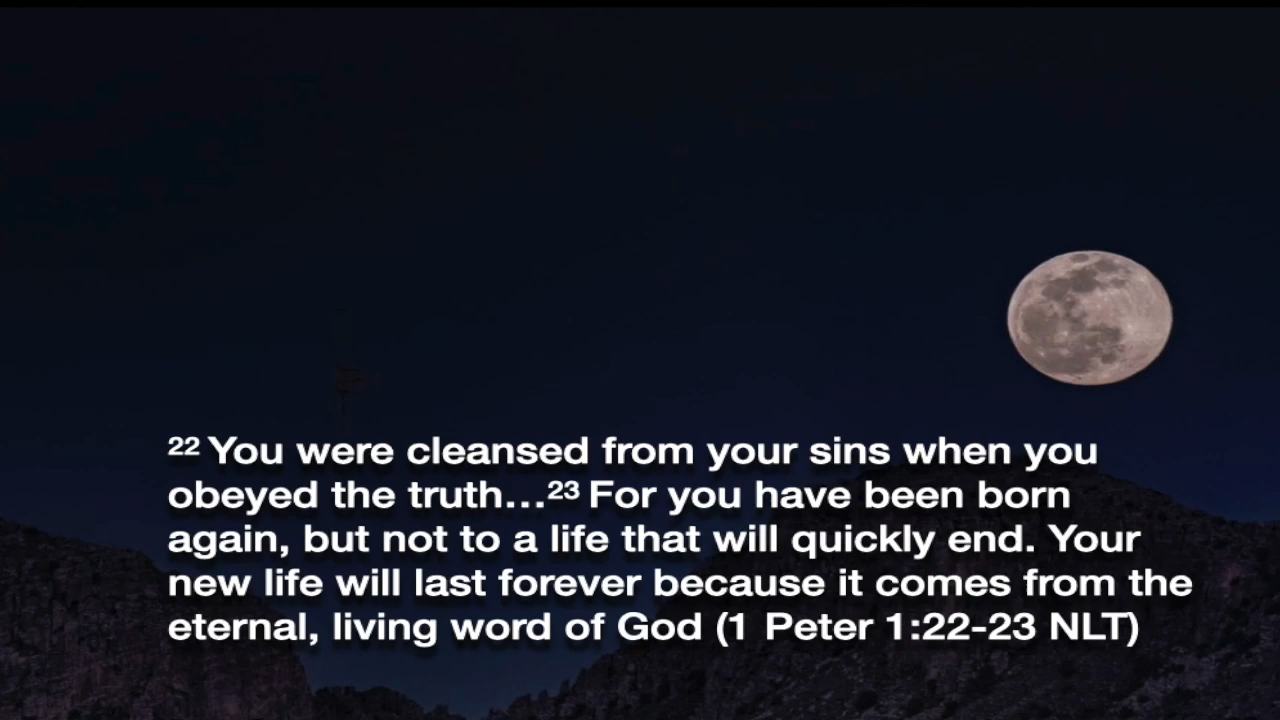 ²² You were cleansed from your sins when you
obeyed the truth...²³ For you have been born
again, but not to a life that will quickly end. Your
new life will last forever because it comes from the
eternal, living word of God (1 Peter 1:22-23 NLT)